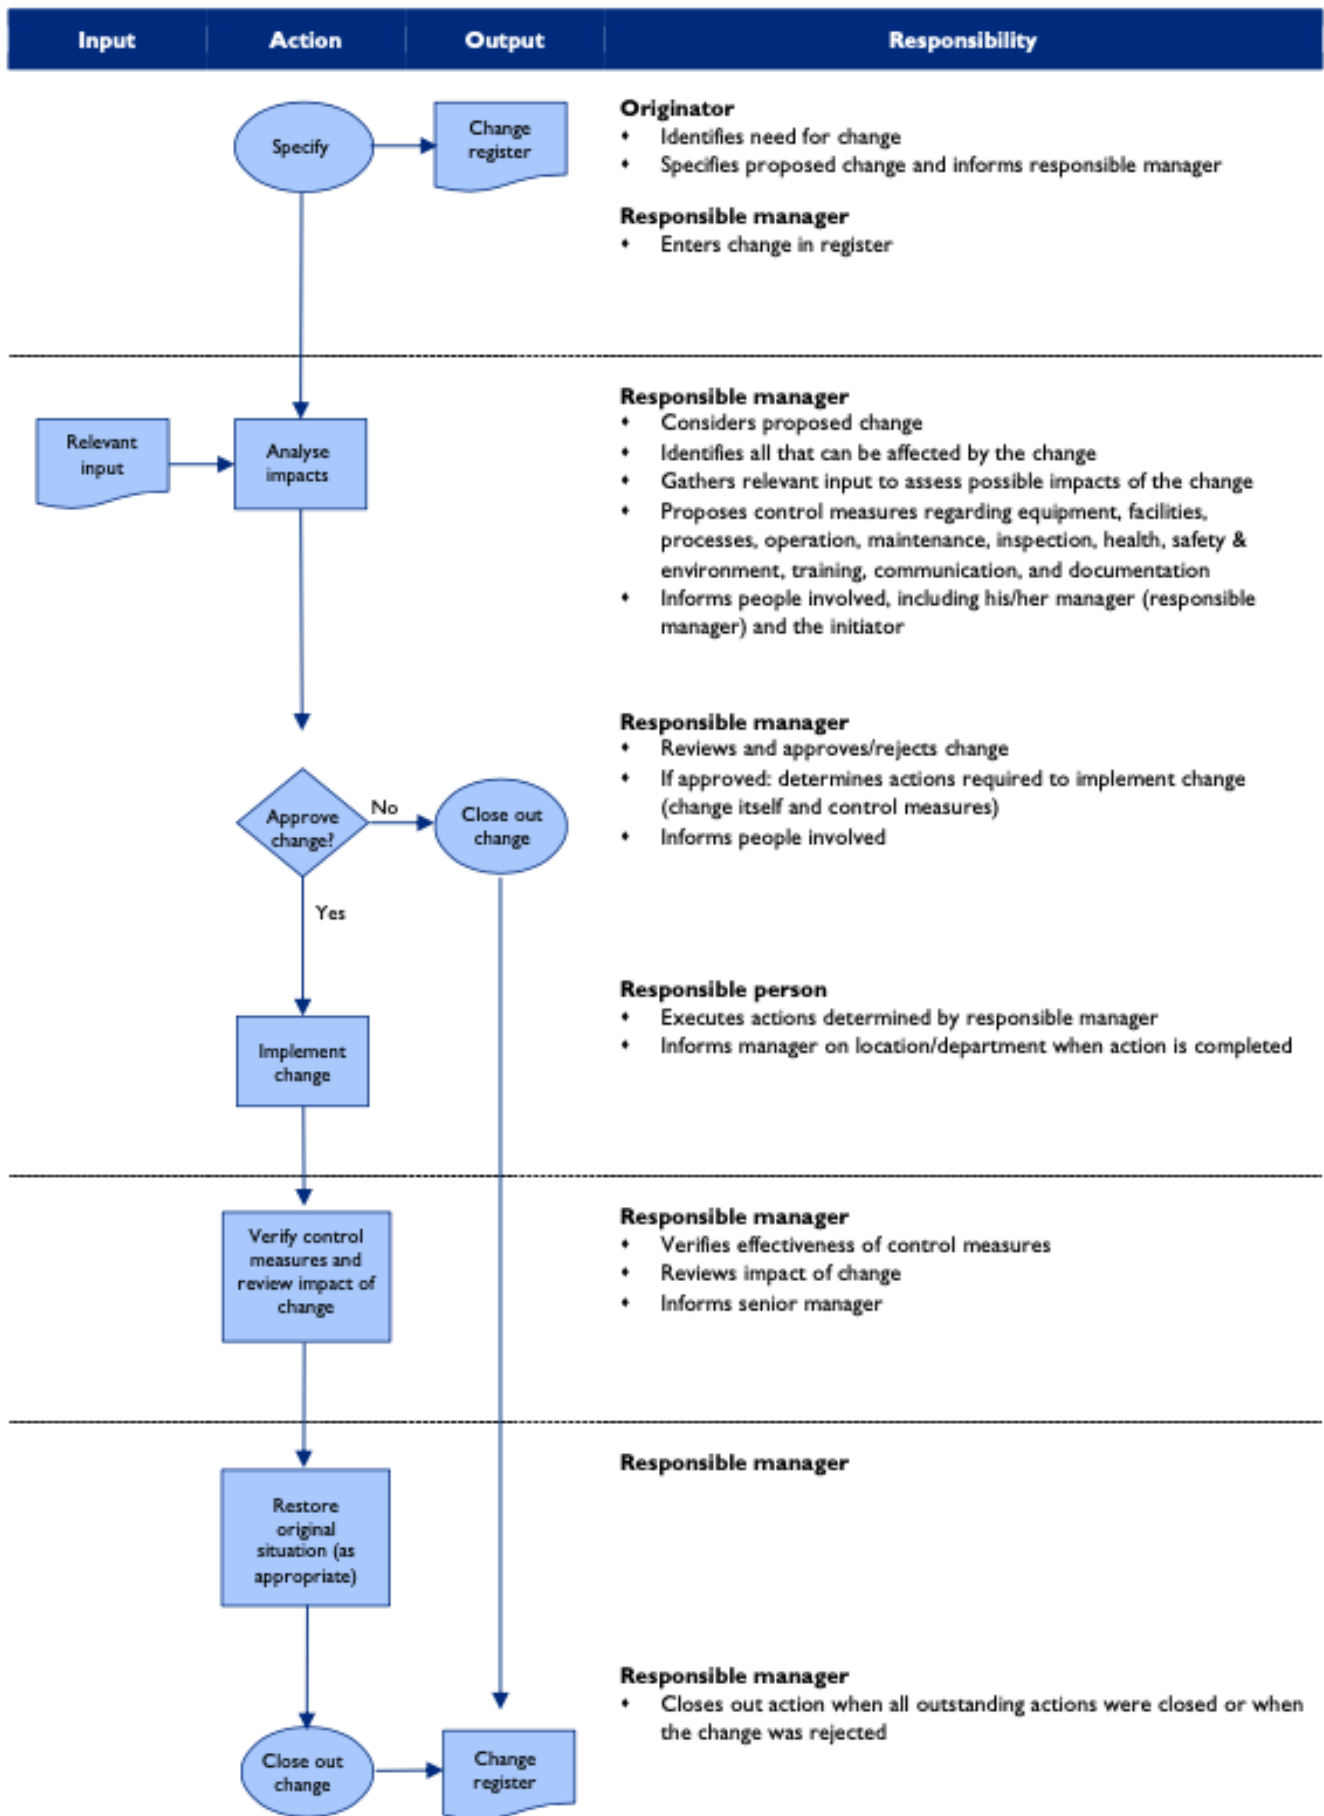 Input Action Output Responsibility
Specify
Change
register
Originator
• Identifies need for change
• Specifies proposed change and informs responsible manager
Responsible manager
• Enters change in register
Relevant
input
Analyse
impacts
Responsible manager
• Considers proposed change
• Identifies all that can be affected by the change
• Gathers relevant input to assess possible impacts of the change
• Proposes control measures regarding equipment, facilities,
processes, operation, maintenance, inspection, health, safety &
environment, training, communication, and documentation
• Informs people involved, including his/her manager (responsible
manager) and the initiator
Approve
change?
No
Close out
change
Yes
Responsible manager
• Reviews and approves/rejects change
• If approved: determines actions required to implement change
(change itself and control measures)
• Informs people involved
Implement
change
Responsible person
• Executes actions determined by responsible manager
• Informs manager on location/department when action is completed
Verify control
measures and
review impact of
change
Responsible manager
• Verifies effectiveness of control measures
• Reviews impact of change
• Informs senior manager
Restore
original
situation (as
appropriate)
Responsible manager
Close out
change
Change
register
Responsible manager
• Closes out action when all outstanding actions were closed or when
the change was rejected